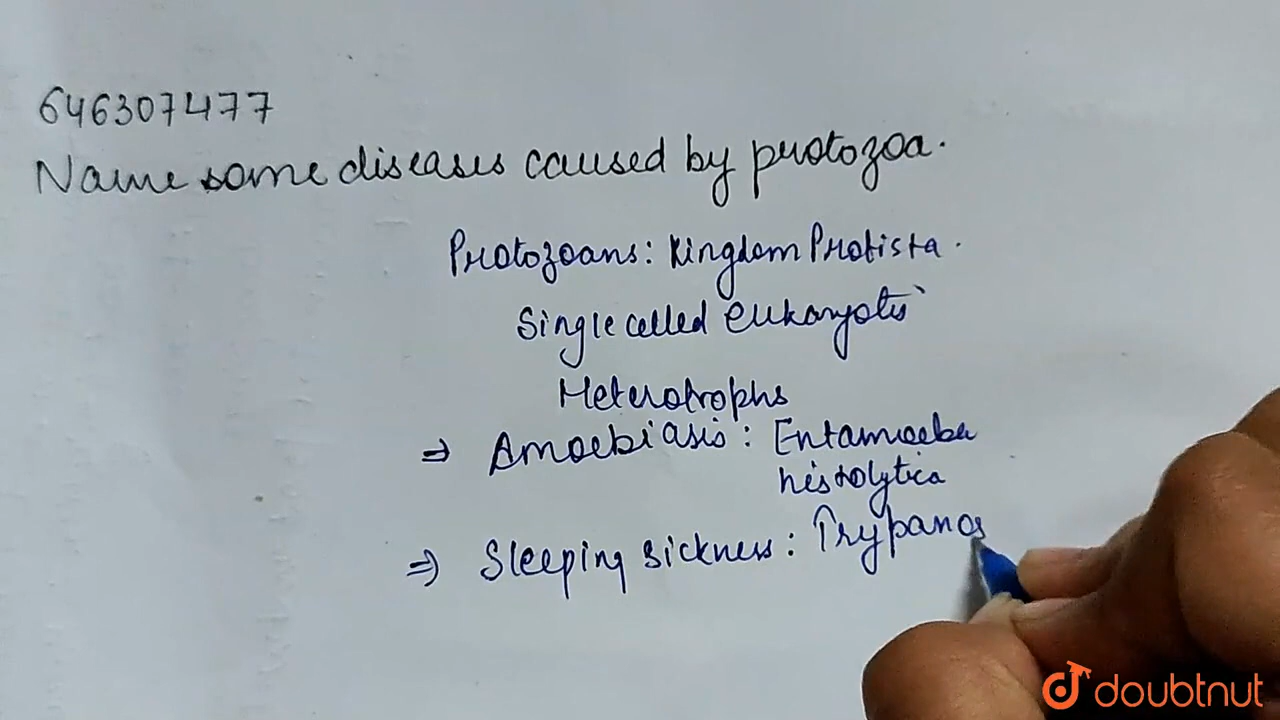 646307477
Name some diseases caused by protozoa.
Protozoans: Kingdom Protista.
Single celled eukaryotis
Heterotrophs
⇒ Amoebiasis: Entamoeba
histolytica
⇒ Sleeping sickness: Trypanos
doubtnut